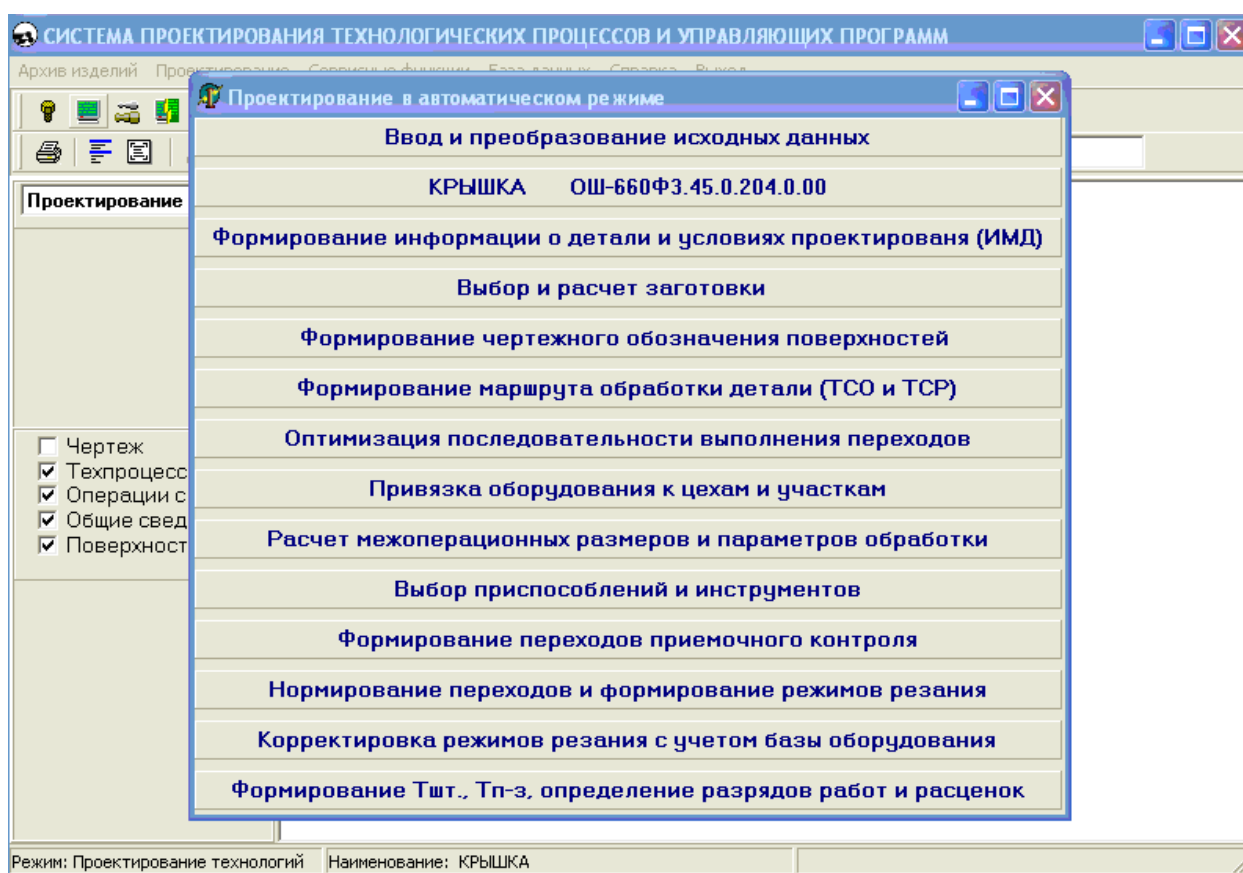 СИСТЕМА ПРОЕКТИРОВАНИЯ ТЕХНОЛОГИЧЕСКИХ ПРОЦЕССОВ И УПРАВЛЯЮЩИХ ПРОГРАММ
Архив изделий
Проектирование в автоматическом режиме
Ввод и преобразование исходных данных
КРЫШКА ОШ-660Ф3.45.0.204.0.00
Проектирование
Формирование информации о детали и условиях проектированя (ИМД)
Выбор и расчет заготовки
Формирование чертежного обозначения поверхностей
Формирование маршрута обработки детали (ТСО и ТСР)
Оптимизация последовательности выполнения переходов
Чертеж
Техпроцесс
Операции с
Общие свед
Поверхност
Привязка оборудования к цехам и участкам
Расчет межоперационных размеров и параметров обработки
Выбор приспособлений и инструментов
Формирование переходов приемочного контроля
Нормирование переходов и формирование режимов резания
Корректировка режимов резания с учетом базы оборудования
Формирование Тшт., Тп-з, определение разрядов работ и расценок
Режим: Проектирование технологий Наименование: КРЫШКА